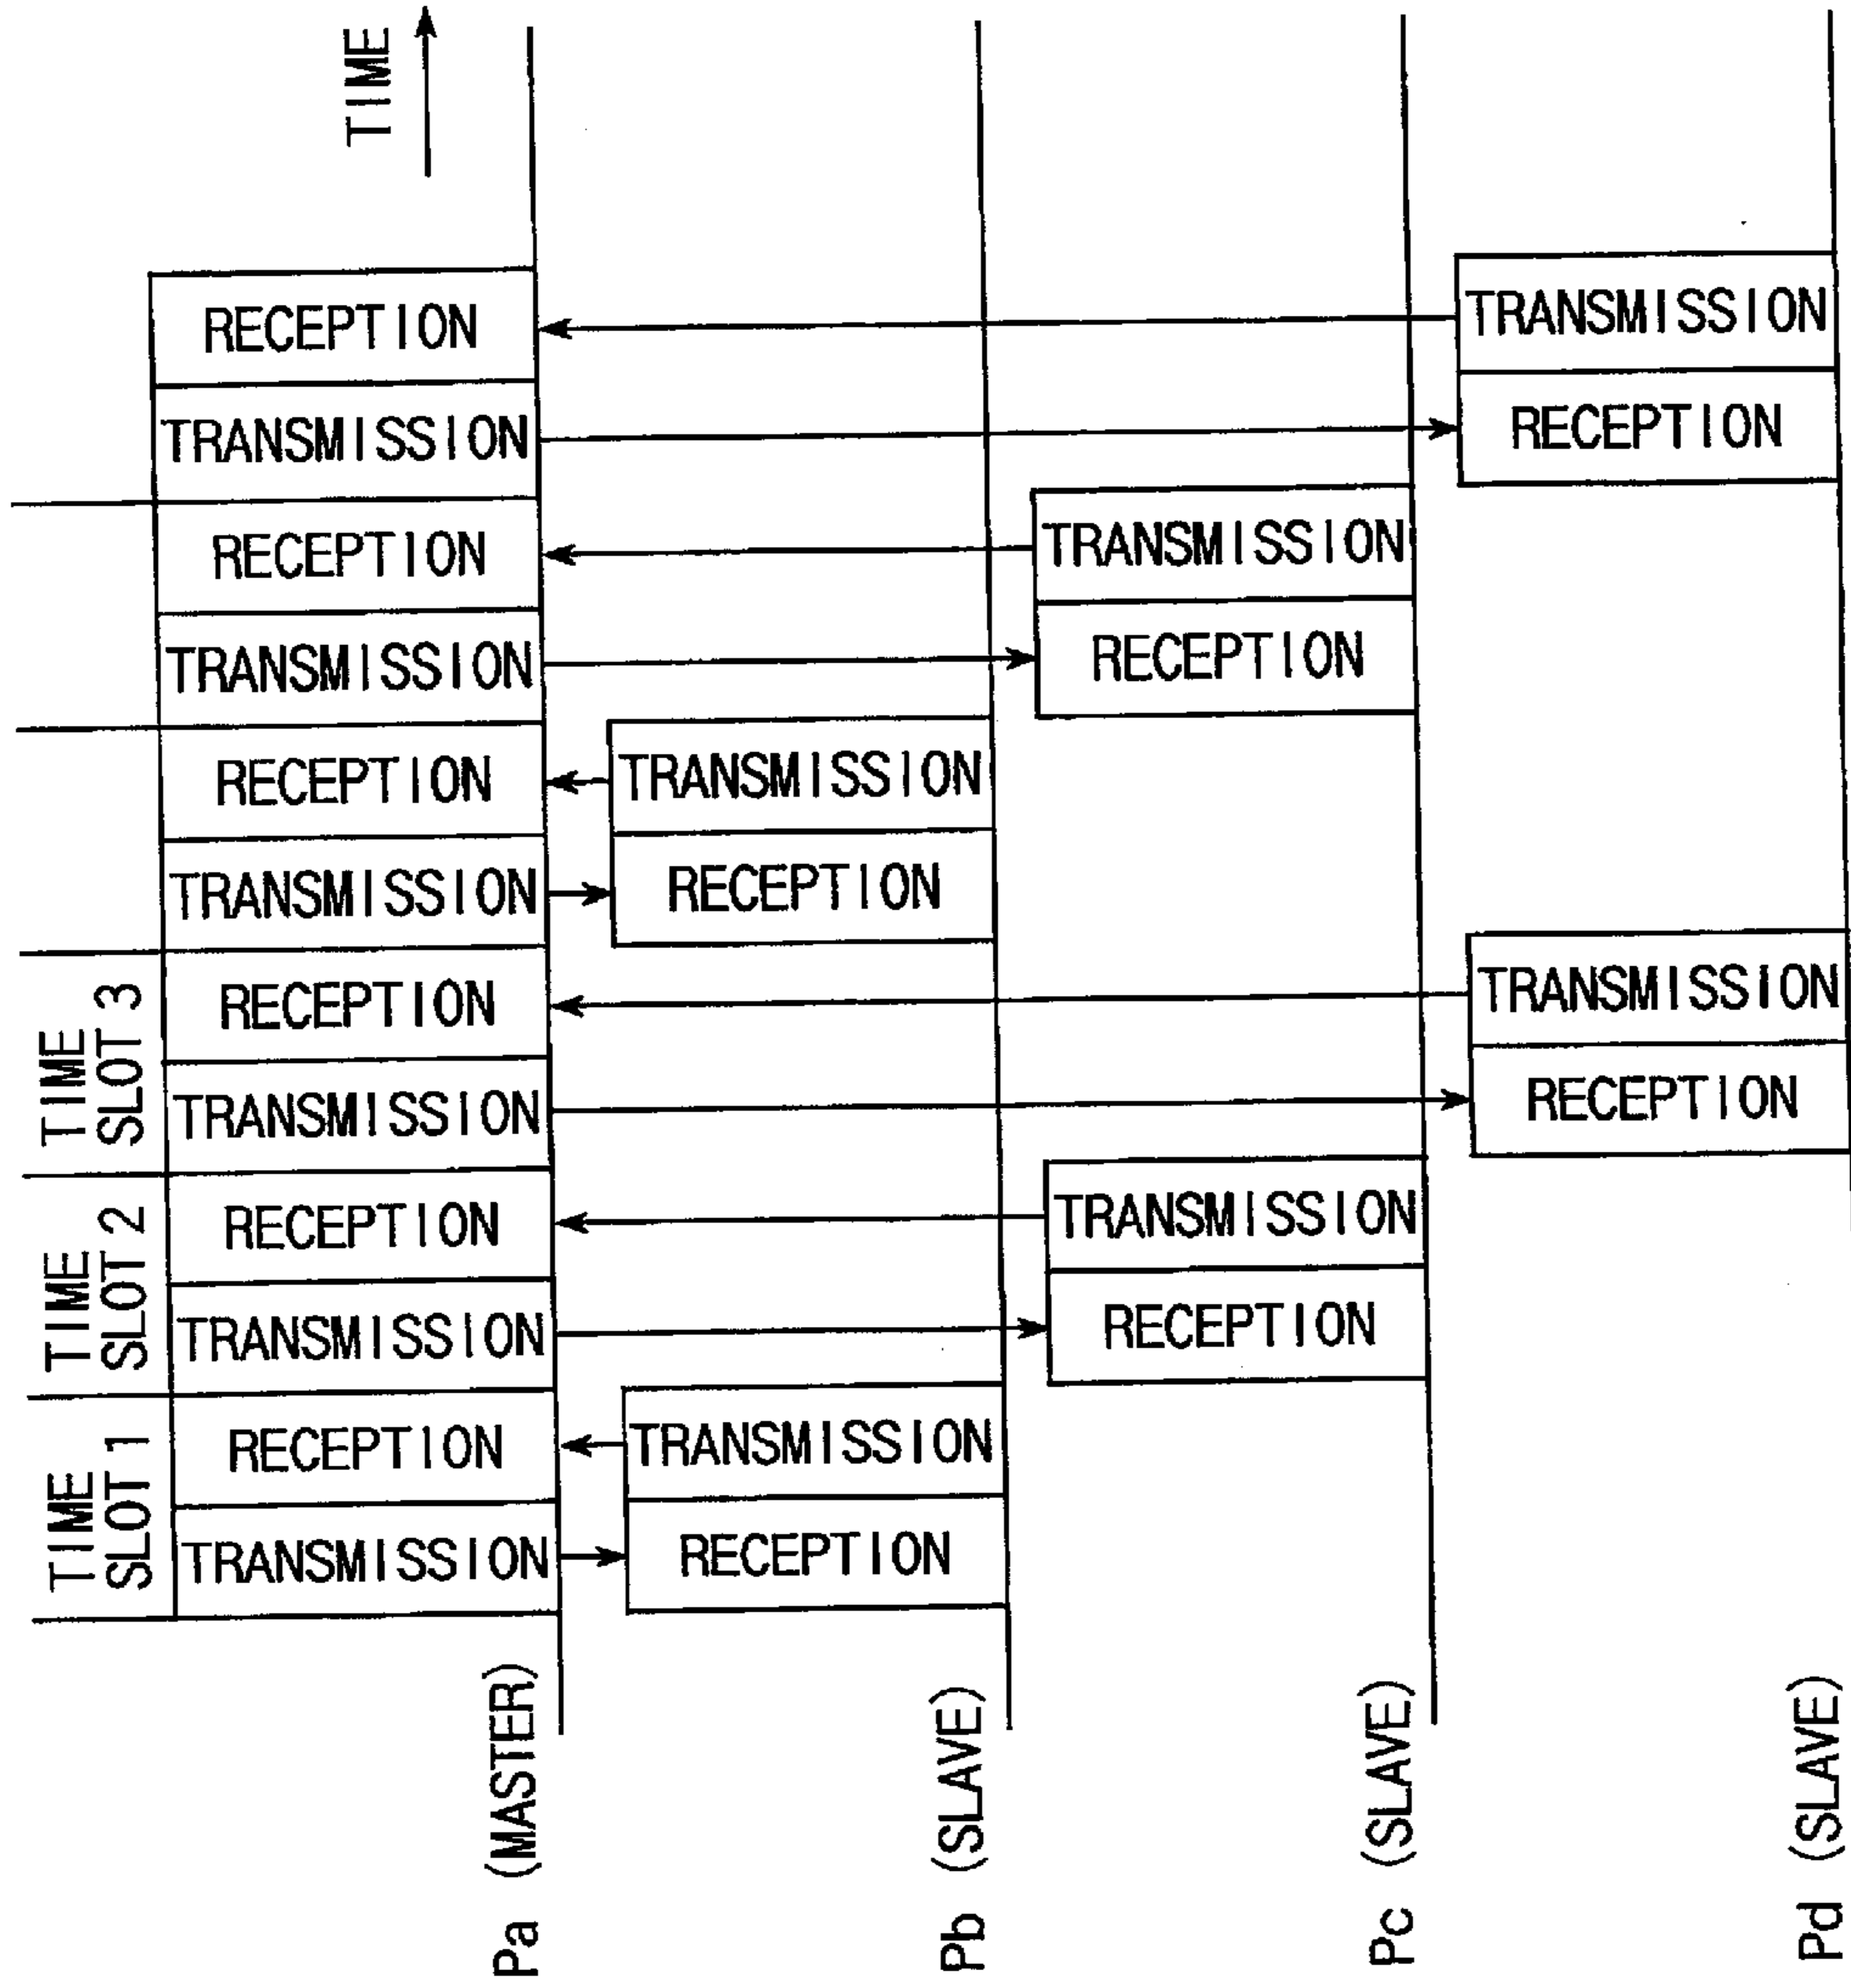 TIME
SLOT 1
TIME
SLOT 2
TIME
SLOT 3
TIME
Pa (MASTER)
TRANSMISSION
RECEPTION
TRANSMISSION
RECEPTION
TRANSMISSION
RECEPTION
TRANSMISSION
RECEPTION
TRANSMISSION
RECEPTION
TRANSMISSION
RECEPTION
Pb (SLAVE)
RECEPTION
TRANSMISSION
RECEPTION
TRANSMISSION
Pc (SLAVE)
RECEPTION
TRANSMISSION
RECEPTION
TRANSMISSION
Pd (SLAVE)
RECEPTION
TRANSMISSION
RECEPTION
TRANSMISSION